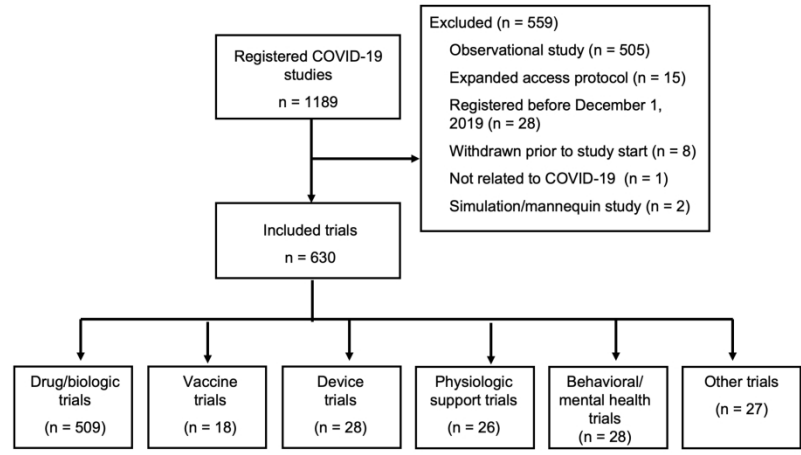 Registered COVID-19
studies
n = 1189
Excluded (n = 559)
Observational study (n = 505)
Expanded access protocol (n = 15)
Registered before December 1,
2019 (n = 28)
Withdrawn prior to study start (n = 8)
Not related to COVID-19 (n = 1)
Simulation/mannequin study (n = 2)
Included trials
n = 630
Drug/biologic
trials
(n = 509)
Vaccine
trials
(n = 18)
Device
trials
(n = 28)
Physiologic
support trials
(n = 26)
Behavioral/
mental health
trials
(n = 28)
Other trials
(n = 27)